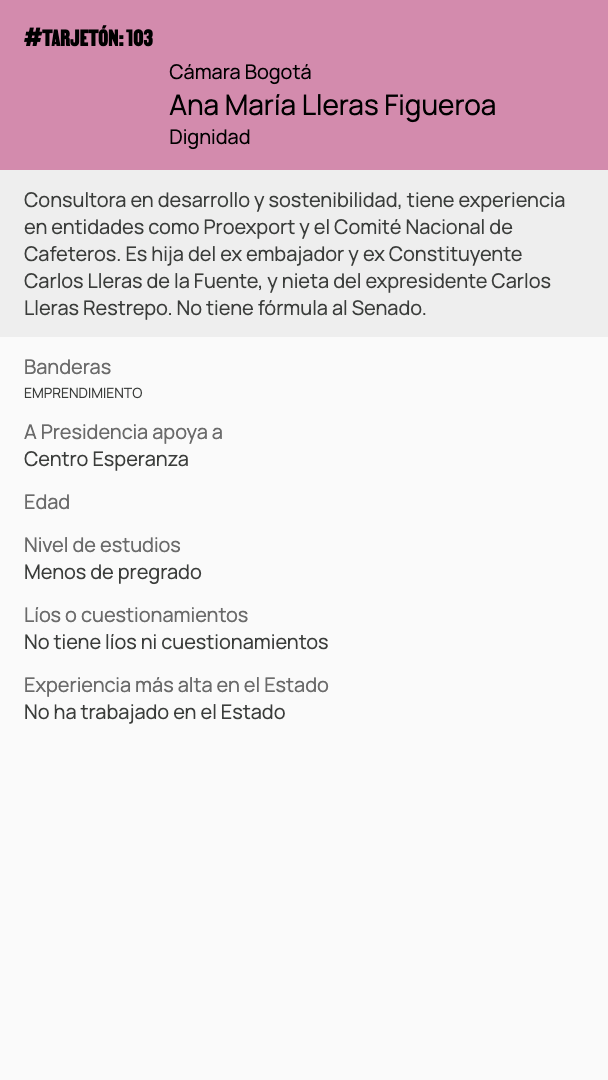 #TARJETÓN: 103
Cámara Bogotá
Ana María Lleras Figueroa
Dignidad
Consultora en desarrollo y sostenibilidad, tiene experiencia
en entidades como Proexport y el Comité Nacional de
Cafeteros. Es hija del ex embajador y ex Constituyente
Carlos Lleras de la Fuente, y nieta del expresidente Carlos
Lleras Restrepo. No tiene fórmula al Senado.
Banderas
EMPRENDIMIENTO
A Presidencia apoya a
Centro Esperanza
Edad
Nivel de estudios
Menos de pregrado
Líos o cuestionamientos
No tiene líos ni cuestionamientos
Experiencia más alta en el Estado
No ha trabajado en el Estado